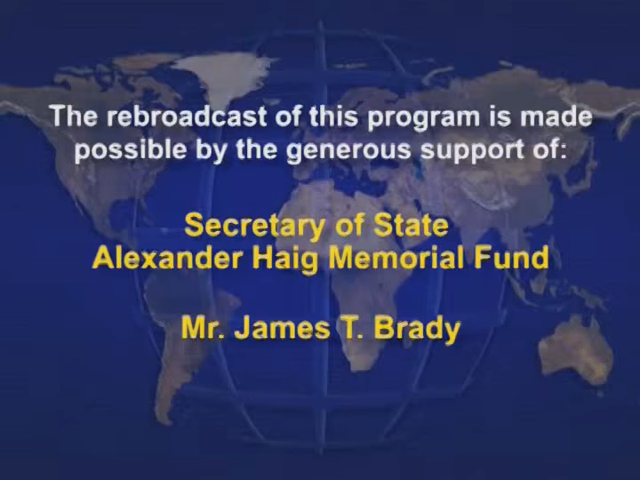 The rebroadcast of this program is made
possible by the generous support of:
Secretary of State
Alexander Haig Memorial Fund
Mr. James T. Brady